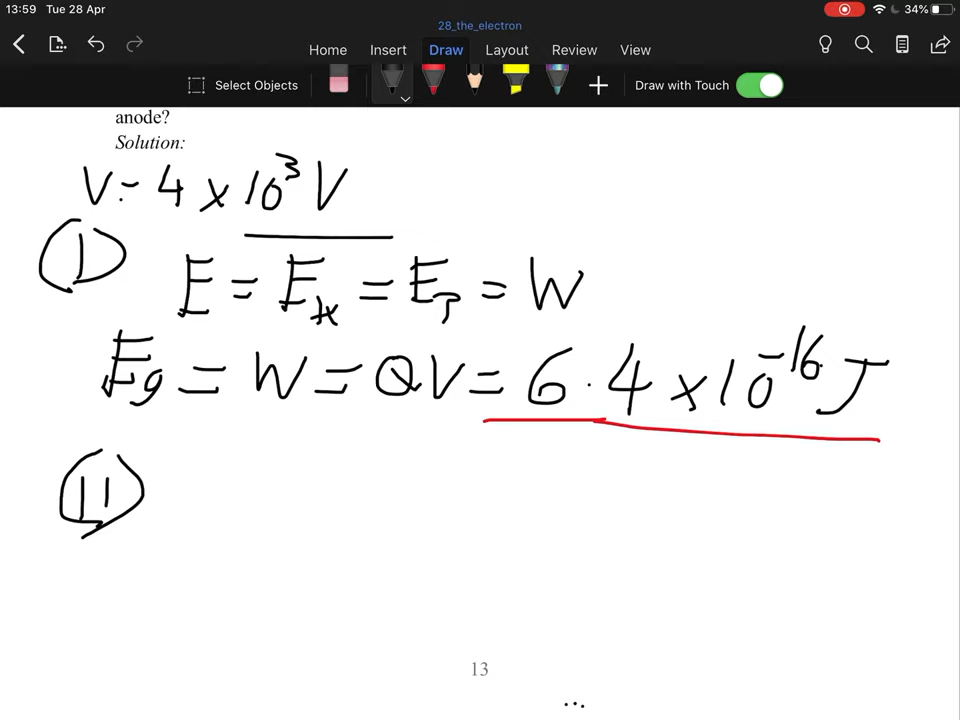 13:59 Tue 28 Apr 34%
28_the_electron
Home Insert Draw Layout Review View
Select Objects Draw with Touch
anode?
Solution:
V = 4 x 10³ V
I
E = Eₖ = Eₚ = W
E₉ = W = QV = 6.4 x 10⁻¹⁶ J
II
13
...